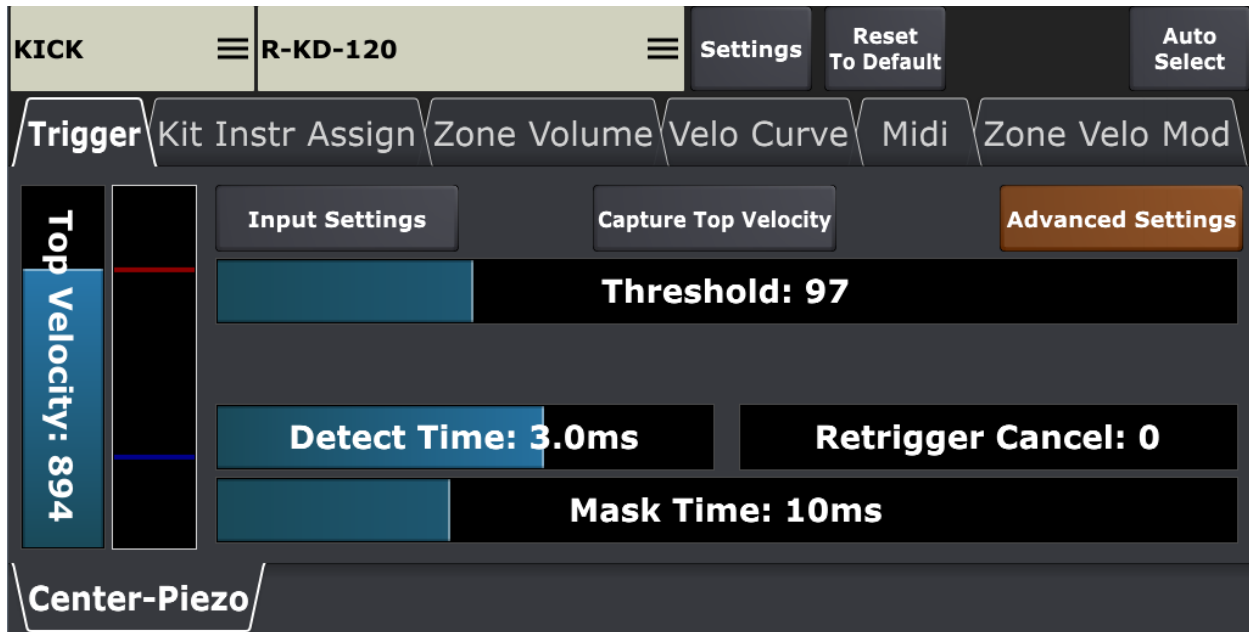 KICK
R-KD-120
Settings
Reset
To Default
Auto
Select
Trigger
Kit Instr Assign
Zone Volume
Velo Curve
Midi
Zone Velo Mod
Top Velocity: 894
Input Settings
Capture Top Velocity
Advanced Settings
Threshold: 97
Detect Time: 3.0ms
Retrigger Cancel: 0
Mask Time: 10ms
Center-Piezo